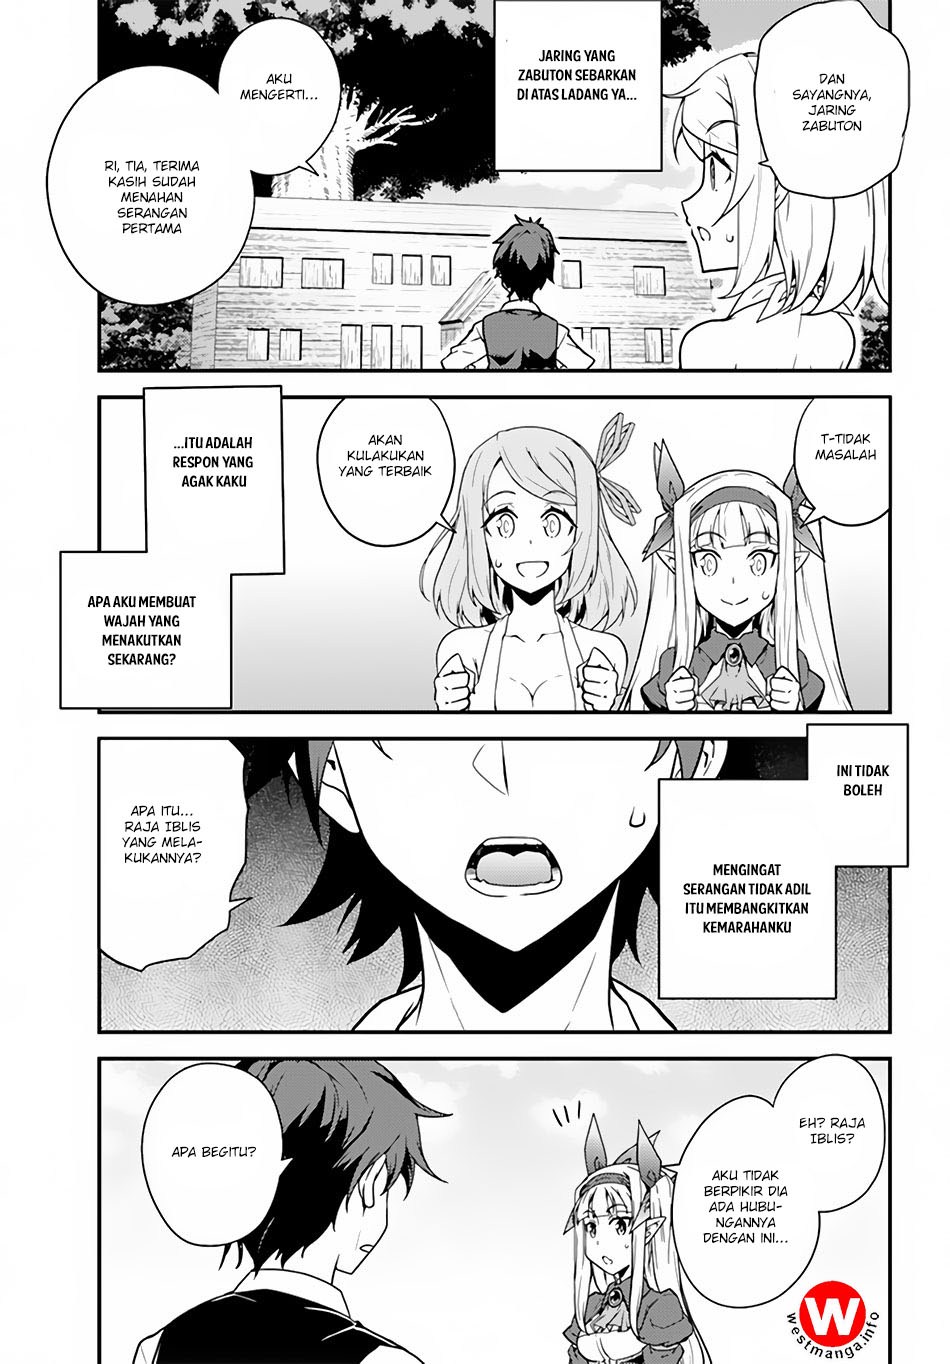 DAN
SAYANGNYA,
JARING
ZABUTON
JARING YANG
ZABUTON SEBARKAN
DI ATAS LADANG YA...
AKU
MENGERTI...
RI, TIA, TERIMA
KASIH SUDAH
MENAHAN
SERANGAN
PERTAMA
T-TIDAK
MASALAH
AKAN
KULAKUKAN
YANG TERBAIK
...ITU ADALAH
RESPON YANG
AGAK KAKU
APA AKU MEMBUAT
WAJAH YANG
MENAKUTKAN
SEKARANG?
INI TIDAK
BOLEH
MENGINGAT
SERANGAN TIDAK ADIL
ITU MEMBANGKITKAN
KEMARAHANKU
APA ITU...
RAJA IBLIS
YANG MELA-
KUKANNYA?
EH? RAJA
IBLIS?
AKU TIDAK
BERPIKIR DIA
ADA HUBU-
NGANNYA
DENGAN INI...
APA BEGITU?
W
westmanga.info